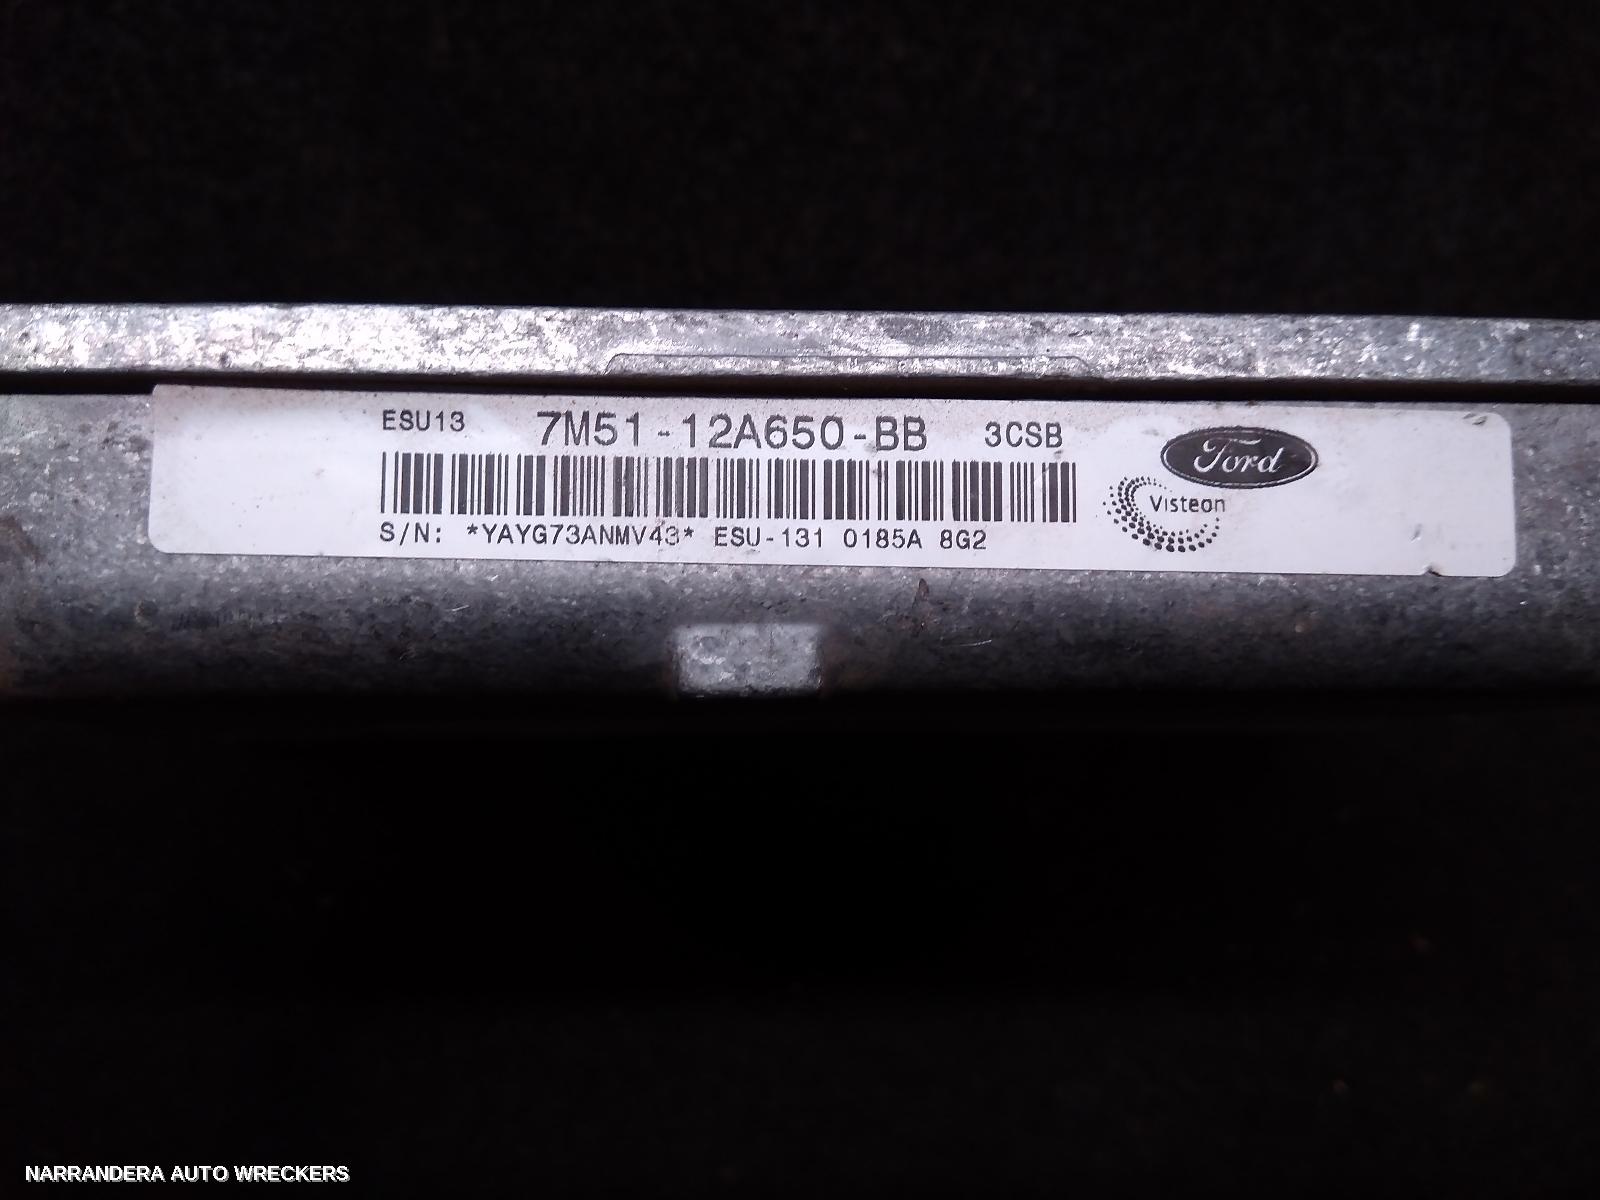 ESU13 7M51-12A650-BB 3CSB
Ford
Visteon
S/N: *YAYG73ANMV43* ESU-131 0185A 8G2
NARRANDERA AUTO WRECKERS